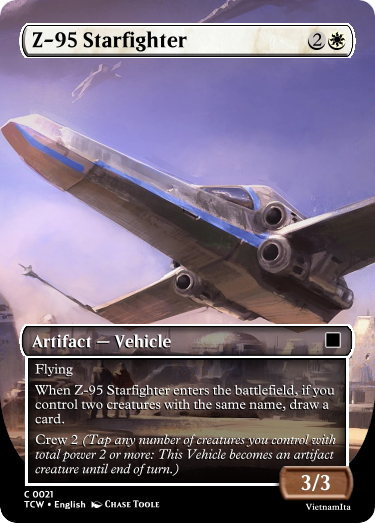 Z-95 Starfighter 2
Artifact — Vehicle
Flying
When Z-95 Starfighter enters the battlefield, if you
control two creatures with the same name, draw a
card.
Crew 2 (Tap any number of creatures you control with
total power 2 or more: This Vehicle becomes an artifact
creature until end of turn.)
3/3
C 0021
TCW • English Chase Toole
VietnamIta